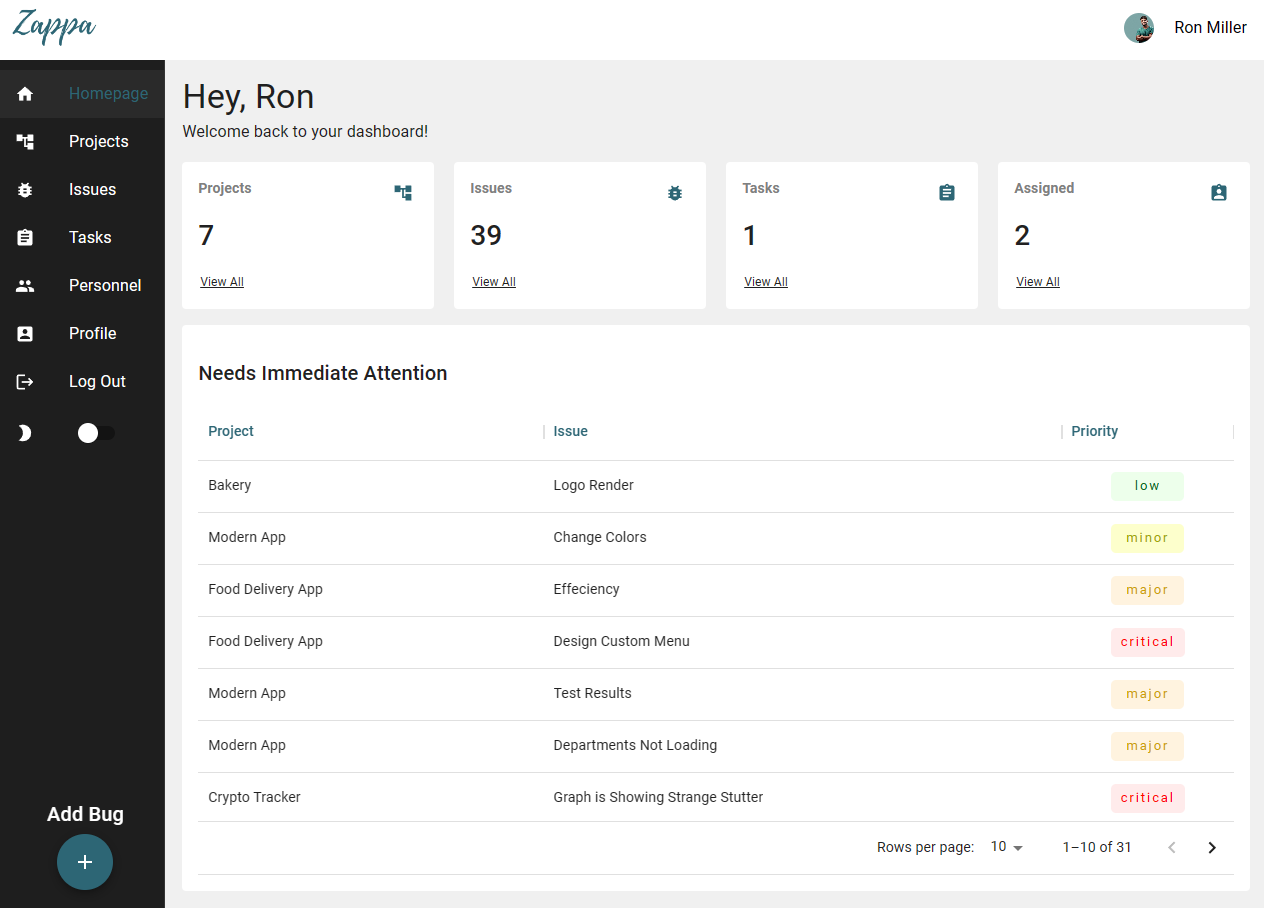 Zappa
Ron Miller
Homepage
Projects
Issues
Tasks
Personnel
Profile
Log Out
Add Bug
Hey, Ron
Welcome back to your dashboard!
Projects
7
View All
Issues
39
View All
Tasks
1
View All
Assigned
2
View All
Needs Immediate Attention
Project Issue Priority
Bakery Logo Render low
Modern App Change Colors minor
Food Delivery App Effeciency major
Food Delivery App Design Custom Menu critical
Modern App Test Results major
Modern App Departments Not Loading major
Crypto Tracker Graph is Showing Strange Stutter critical
Rows per page: 10 1–10 of 31